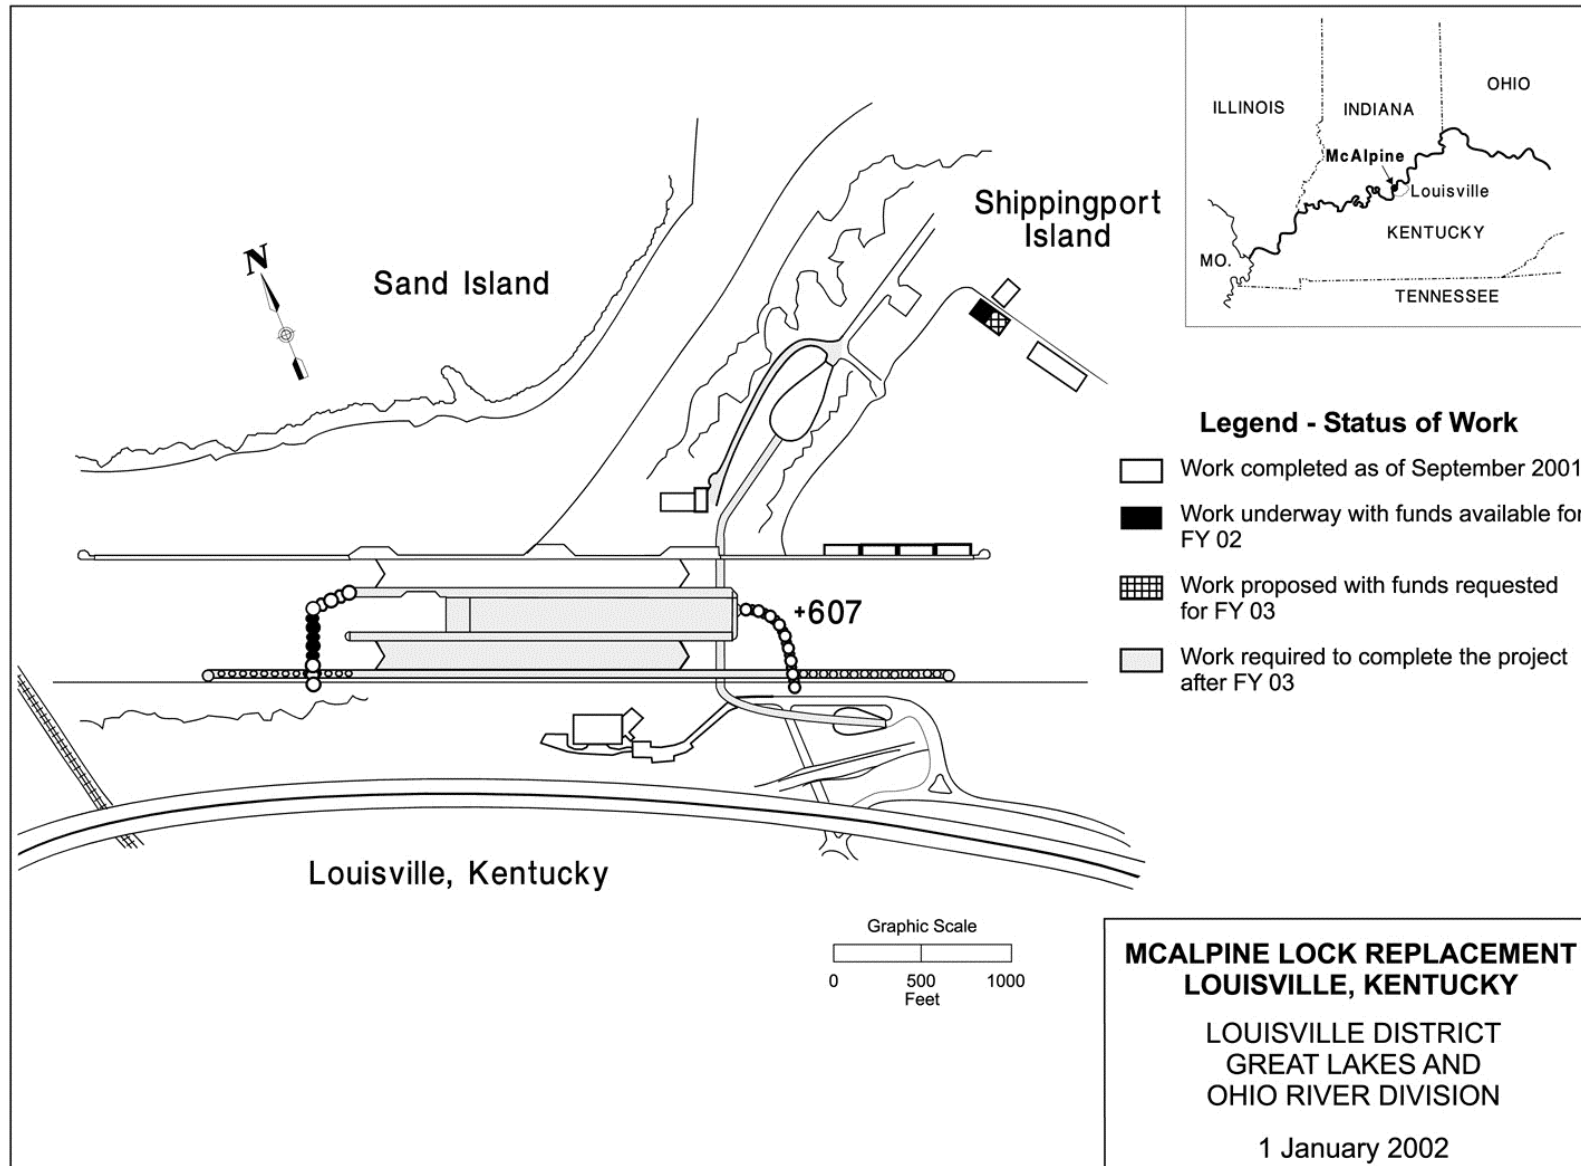 ILLINOIS
INDIANA
OHIO
McAlpine
Louisville
KENTUCKY
MO.
TENNESSEE
Shippingport
Island
Sand Island
N
+607
Legend - Status of Work
Work completed as of September 2001
Work underway with funds available for
FY 02
Work proposed with funds requested
for FY 03
Work required to complete the project
after FY 03
Louisville, Kentucky
Graphic Scale
0 500 1000
Feet
MCALPINE LOCK REPLACEMENT
LOUISVILLE, KENTUCKY
LOUISVILLE DISTRICT
GREAT LAKES AND
OHIO RIVER DIVISION
1 January 2002